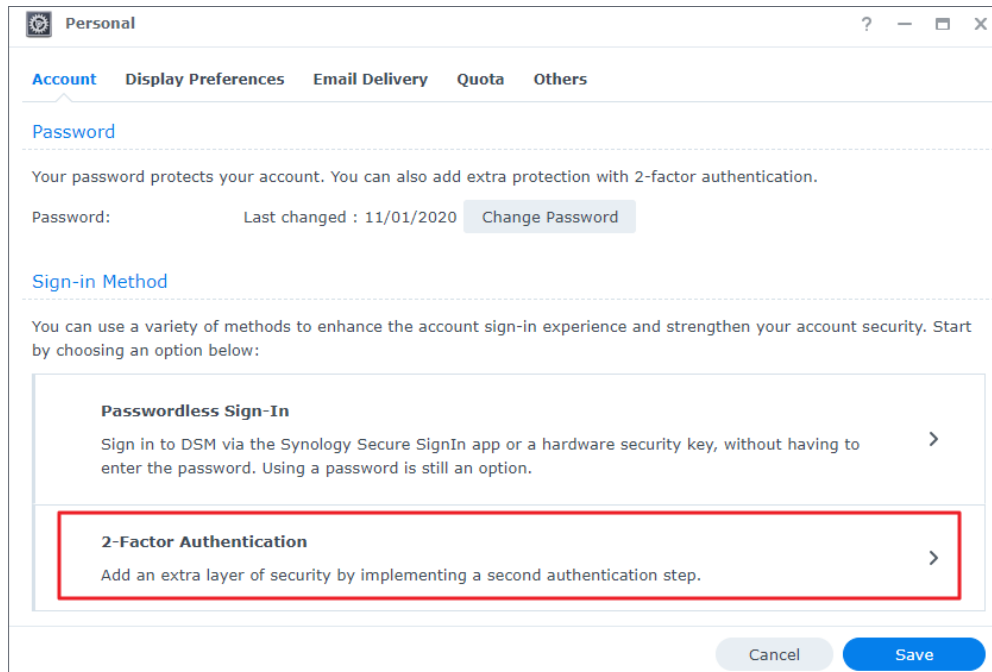 Personal
Account Display Preferences Email Delivery Quota Others
Password
Your password protects your account. You can also add extra protection with 2-factor authentication.
Password: Last changed : 11/01/2020 Change Password
Sign-in Method
You can use a variety of methods to enhance the account sign-in experience and strengthen your account security. Start
by choosing an option below:
Passwordless Sign-In
Sign in to DSM via the Synology Secure SignIn app or a hardware security key, without having to
enter the password. Using a password is still an option.
2-Factor Authentication
Add an extra layer of security by implementing a second authentication step.
Cancel Save